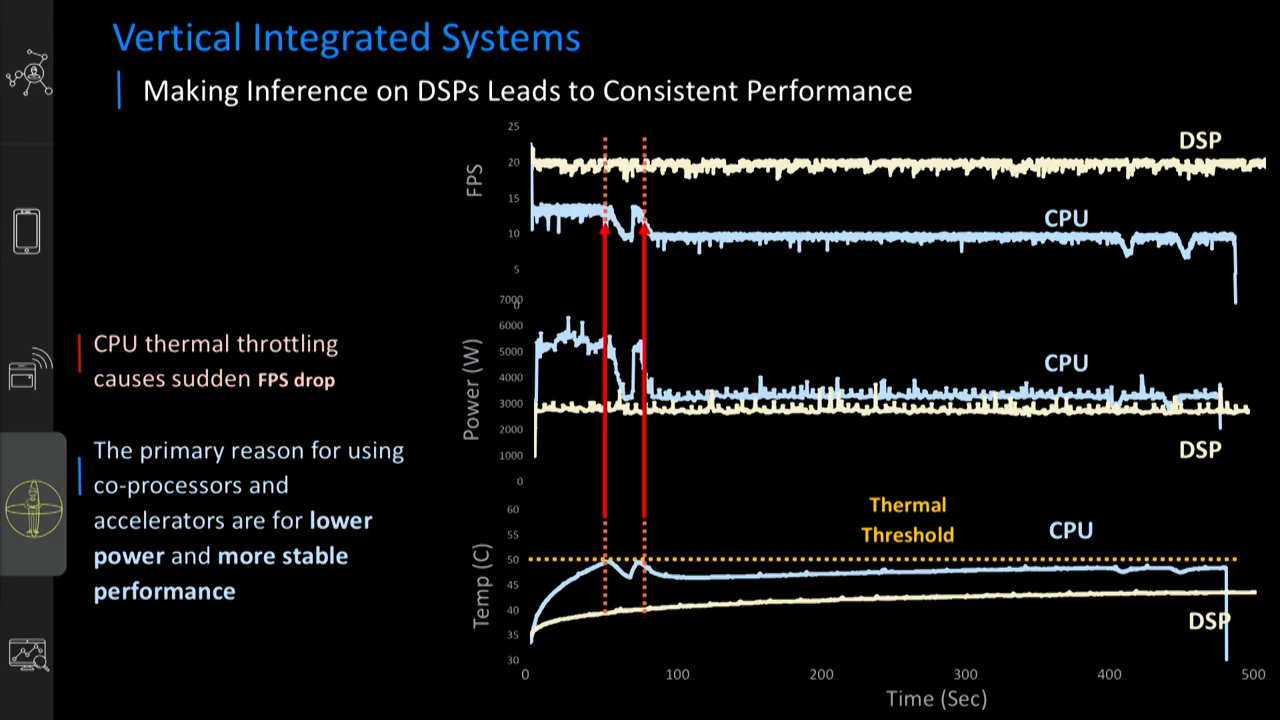 Vertical Integrated Systems
Making Inference on DSPs Leads to Consistent Performance
CPU thermal throttling
causes sudden FPS drop
The primary reason for using
co-processors and
accelerators are for lower
power and more stable
performance
FPS
25
20
15
10
5
0
DSP
CPU
Power (W)
7000
6000
5000
4000
3000
2000
1000
0
CPU
DSP
Temp (C)
60
55
50
45
40
35
30
Thermal
Threshold
CPU
DSP
0
100
200
300
400
500
Time (Sec)